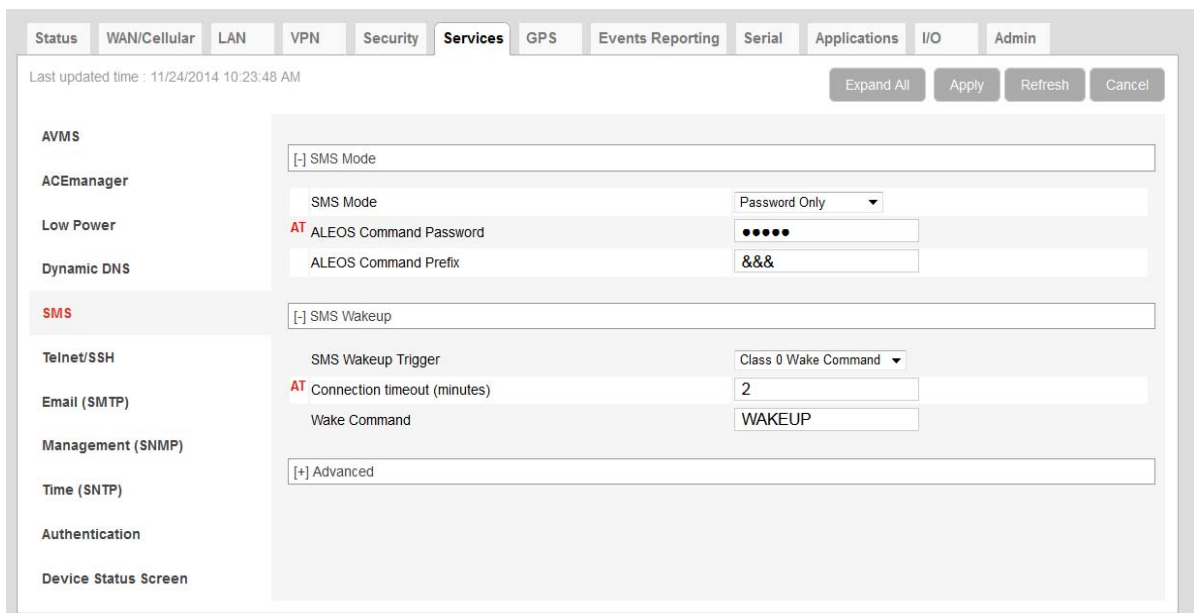 Status WAN/Cellular LAN VPN Security Services GPS Events Reporting Serial Applications I/O Admin
Last updated time : 11/24/2014 10:23:48 AM
Expand All Apply Refresh Cancel
AVMS
ACEmanager
Low Power
Dynamic DNS
SMS
Telnet/SSH
Email (SMTP)
Management (SNMP)
Time (SNTP)
Authentication
Device Status Screen
[-] SMS Mode
SMS Mode Password Only
AT ALEOS Command Password ●●●●●
ALEOS Command Prefix &&&
[-] SMS Wakeup
SMS Wakeup Trigger Class 0 Wake Command
AT Connection timeout (minutes) 2
Wake Command WAKEUP
[+] Advanced